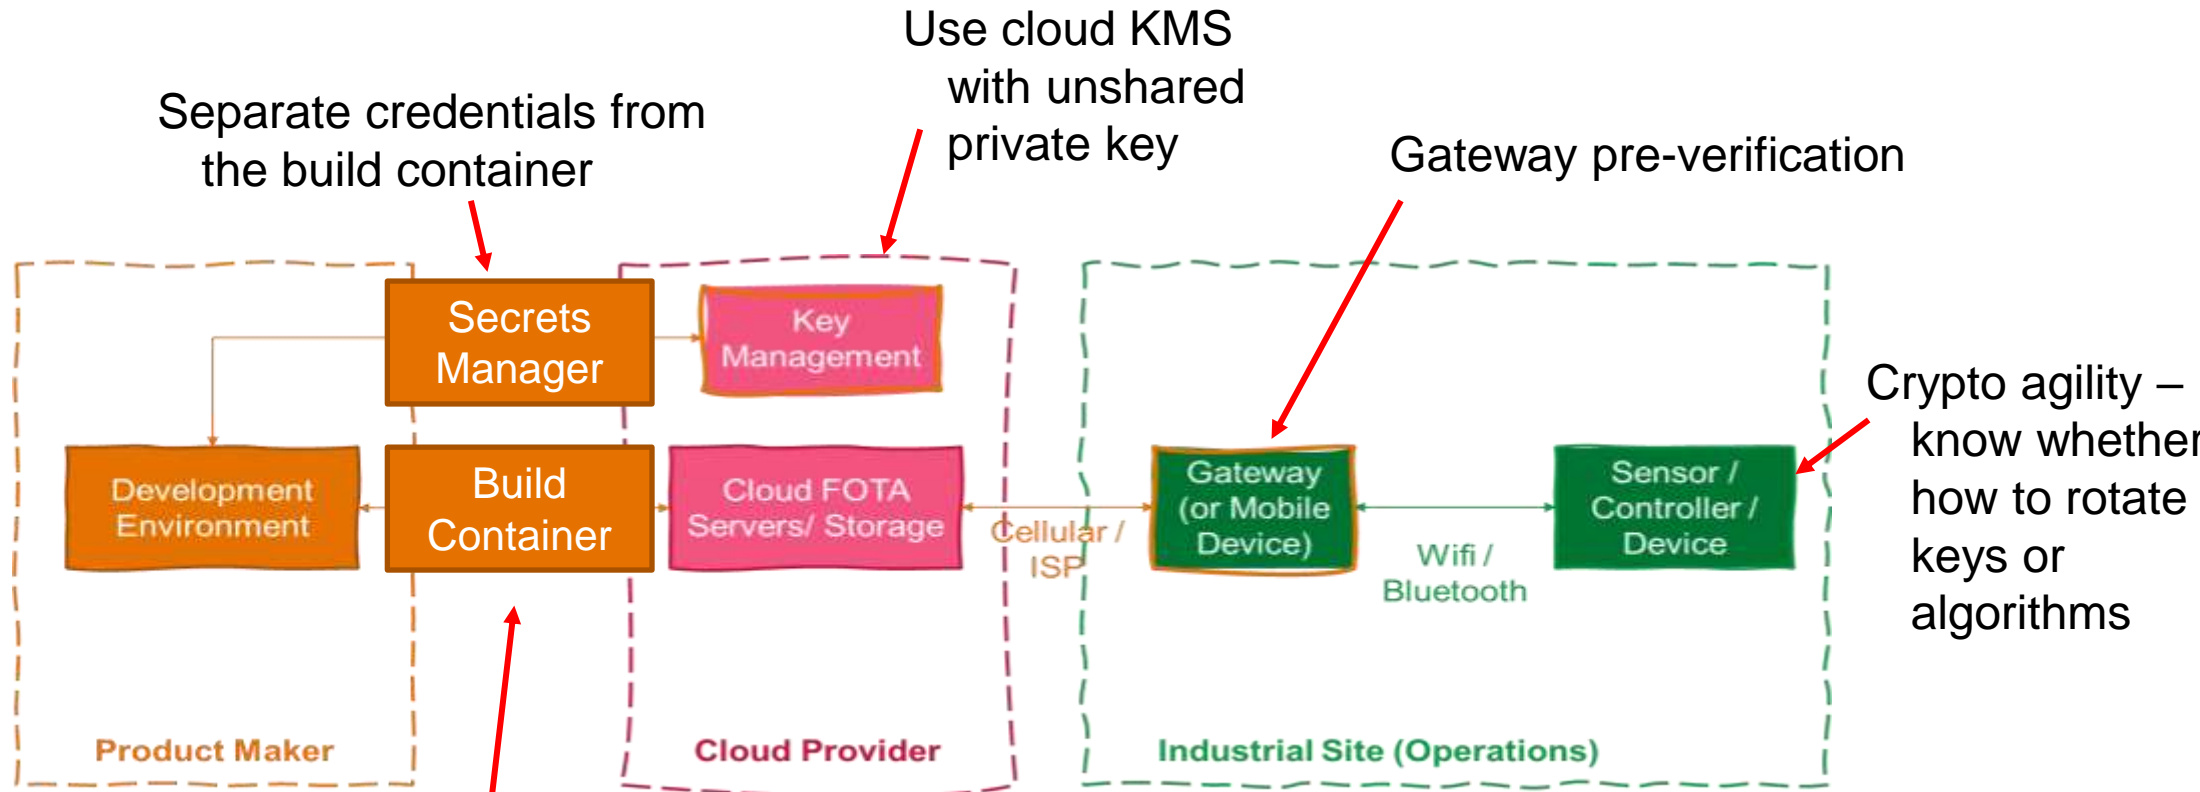 Use cloud KMS
with unshared
private key
Separate credentials from
the build container
Gateway pre-verification
Secrets
Manager
Key
Management
Crypto agility –
know whether
how to rotate
keys or
algorithms
Development
Environment
Build
Container
Cloud FOTA
Servers/ Storage
Cellular /
ISP
Gateway
(or Mobile
Device)
Wifi /
Bluetooth
Sensor /
Controller /
Device
Product Maker
Cloud Provider
Industrial Site (Operations)